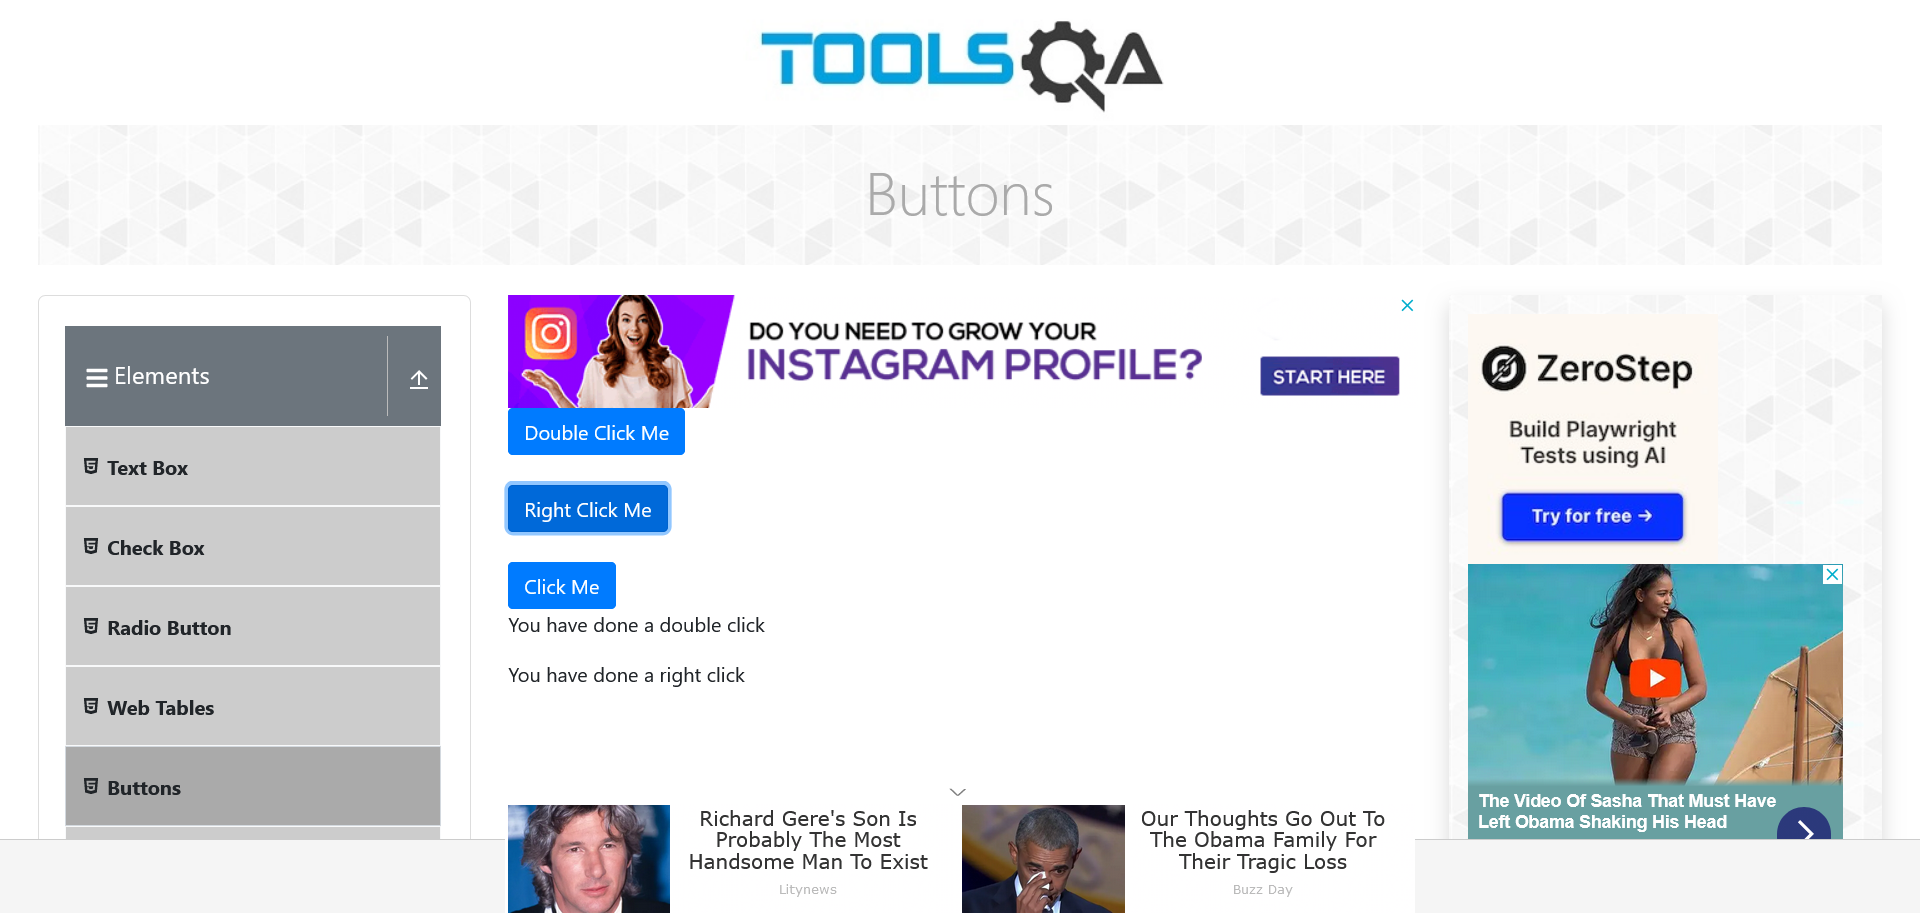 TOOLSQA
Buttons
Elements
Text Box
Check Box
Radio Button
Web Tables
Buttons
DO YOU NEED TO GROW YOUR
INSTAGRAM PROFILE?
START HERE
Double Click Me
Right Click Me
Click Me
You have done a double click
You have done a right click
Richard Gere's Son Is
Probably The Most
Handsome Man To Exist
Litynews
Our Thoughts Go Out To
The Obama Family For
Their Tragic Loss
Buzz Day
ZeroStep
Build Playwright
Tests using AI
Try for free →
The Video Of Sasha That Must Have
Left Obama Shaking His Head